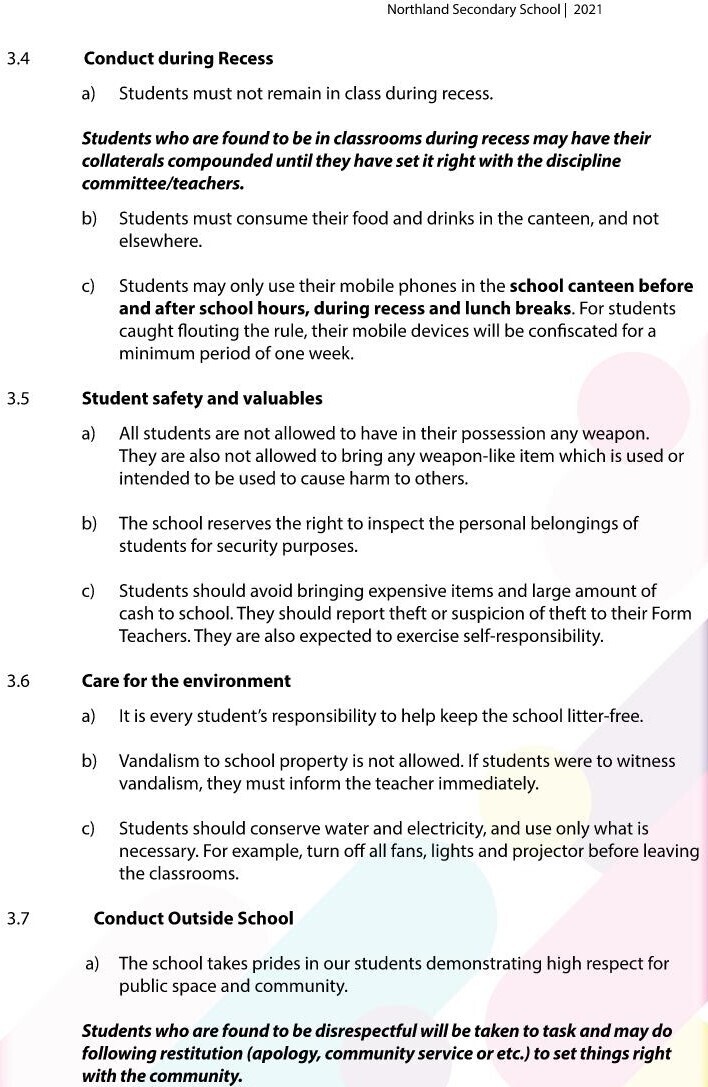 Northland Secondary School | 2021
3.4 Conduct during Recess
a) Students must not remain in class during recess.
Students who are found to be in classrooms during recess may have their
collaterals compounded until they have set it right with the discipline
committee/teachers.
b) Students must consume their food and drinks in the canteen, and not
elsewhere.
c) Students may only use their mobile phones in the school canteen before
and after school hours, during recess and lunch breaks. For students
caught flouting the rule, their mobile devices will be confiscated for a
minimum period of one week.
3.5 Student safety and valuables
a) All students are not allowed to have in their possession any weapon.
They are also not allowed to bring any weapon-like item which is used or
intended to be used to cause harm to others.
b) The school reserves the right to inspect the personal belongings of
students for security purposes.
c) Students should avoid bringing expensive items and large amount of
cash to school. They should report theft or suspicion of theft to their Form
Teachers. They are also expected to exercise self-responsibility.
3.6 Care for the environment
a) It is every student's responsibility to help keep the school litter-free.
b) Vandalism to school property is not allowed. If students were to witness
vandalism, they must inform the teacher immediately.
c) Students should conserve water and electricity, and use only what is
necessary. For example, turn off all fans, lights and projector before leaving
the classrooms.
3.7 Conduct Outside School
a) The school takes prides in our students demonstrating high respect for
public space and community.
Students who are found to be disrespectful will be taken to task and may do
following restitution (apology, community service or etc.) to set things right
with the community.